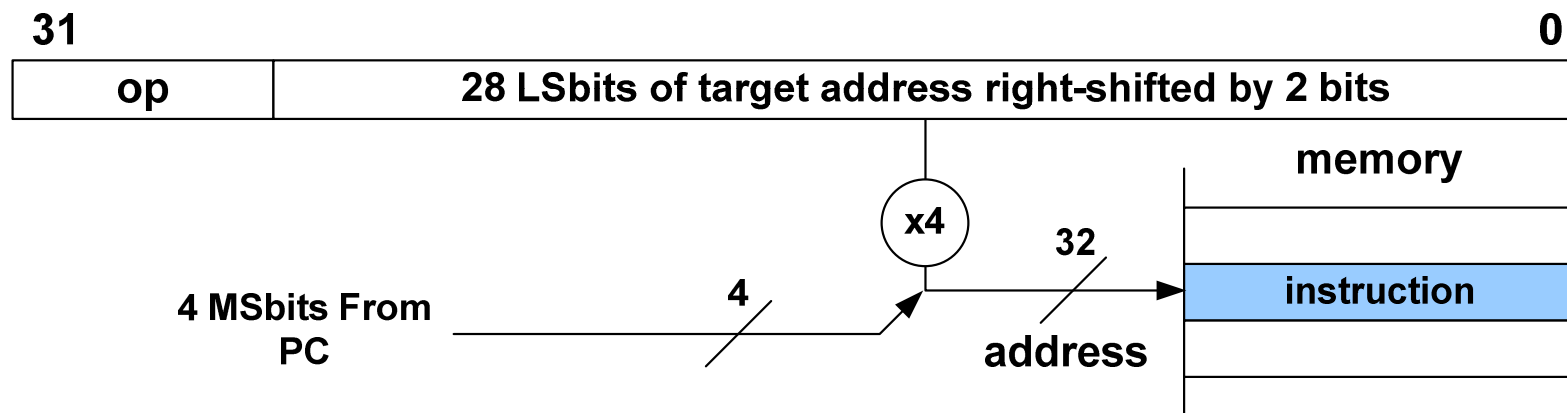 31 0
op 28 LSbits of target address right-shifted by 2 bits
memory
x4
32
4
instruction
4 MSbits From
PC
address